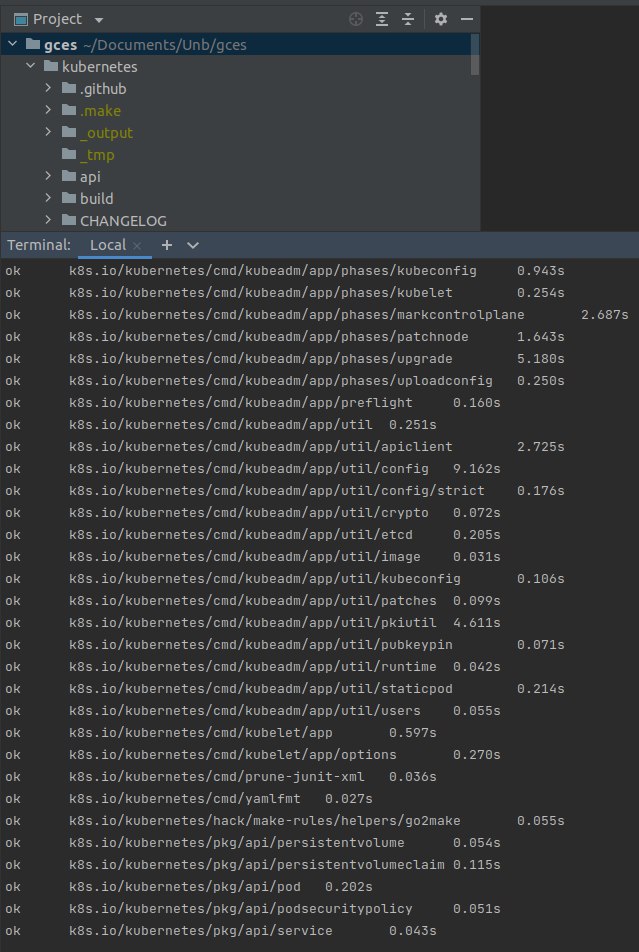 Project
gces ~/Documents/Unb/gces
kubernetes
.github
.make
_output
_tmp
api
build
CHANGELOG
Terminal: Local × +
ok k8s.io/kubernetes/cmd/kubeadm/app/phases/kubeconfig 0.943s
ok k8s.io/kubernetes/cmd/kubeadm/app/phases/kubelet 0.254s
ok k8s.io/kubernetes/cmd/kubeadm/app/phases/markcontrolplane 2.687s
ok k8s.io/kubernetes/cmd/kubeadm/app/phases/patchnode 1.643s
ok k8s.io/kubernetes/cmd/kubeadm/app/phases/upgrade 5.180s
ok k8s.io/kubernetes/cmd/kubeadm/app/phases/uploadconfig 0.250s
ok k8s.io/kubernetes/cmd/kubeadm/app/preflight 0.160s
ok k8s.io/kubernetes/cmd/kubeadm/app/util 0.251s
ok k8s.io/kubernetes/cmd/kubeadm/app/util/apiclient 2.725s
ok k8s.io/kubernetes/cmd/kubeadm/app/util/config 9.162s
ok k8s.io/kubernetes/cmd/kubeadm/app/util/config/strict 0.176s
ok k8s.io/kubernetes/cmd/kubeadm/app/util/crypto 0.072s
ok k8s.io/kubernetes/cmd/kubeadm/app/util/etcd 0.205s
ok k8s.io/kubernetes/cmd/kubeadm/app/util/image 0.031s
ok k8s.io/kubernetes/cmd/kubeadm/app/util/kubeconfig 0.106s
ok k8s.io/kubernetes/cmd/kubeadm/app/util/patches 0.099s
ok k8s.io/kubernetes/cmd/kubeadm/app/util/pkiutil 4.611s
ok k8s.io/kubernetes/cmd/kubeadm/app/util/pubkeypin 0.071s
ok k8s.io/kubernetes/cmd/kubeadm/app/util/runtime 0.042s
ok k8s.io/kubernetes/cmd/kubeadm/app/util/staticpod 0.214s
ok k8s.io/kubernetes/cmd/kubeadm/app/util/users 0.055s
ok k8s.io/kubernetes/cmd/kubelet/app 0.597s
ok k8s.io/kubernetes/cmd/kubelet/app/options 0.270s
ok k8s.io/kubernetes/cmd/prune-junit-xml 0.036s
ok k8s.io/kubernetes/cmd/yamlfmt 0.027s
ok k8s.io/kubernetes/hack/make-rules/helpers/go2make 0.055s
ok k8s.io/kubernetes/pkg/api/persistentvolume 0.054s
ok k8s.io/kubernetes/pkg/api/persistentvolumeclaim 0.115s
ok k8s.io/kubernetes/pkg/api/pod 0.202s
ok k8s.io/kubernetes/pkg/api/podsecuritypolicy 0.051s
ok k8s.io/kubernetes/pkg/api/service 0.043s